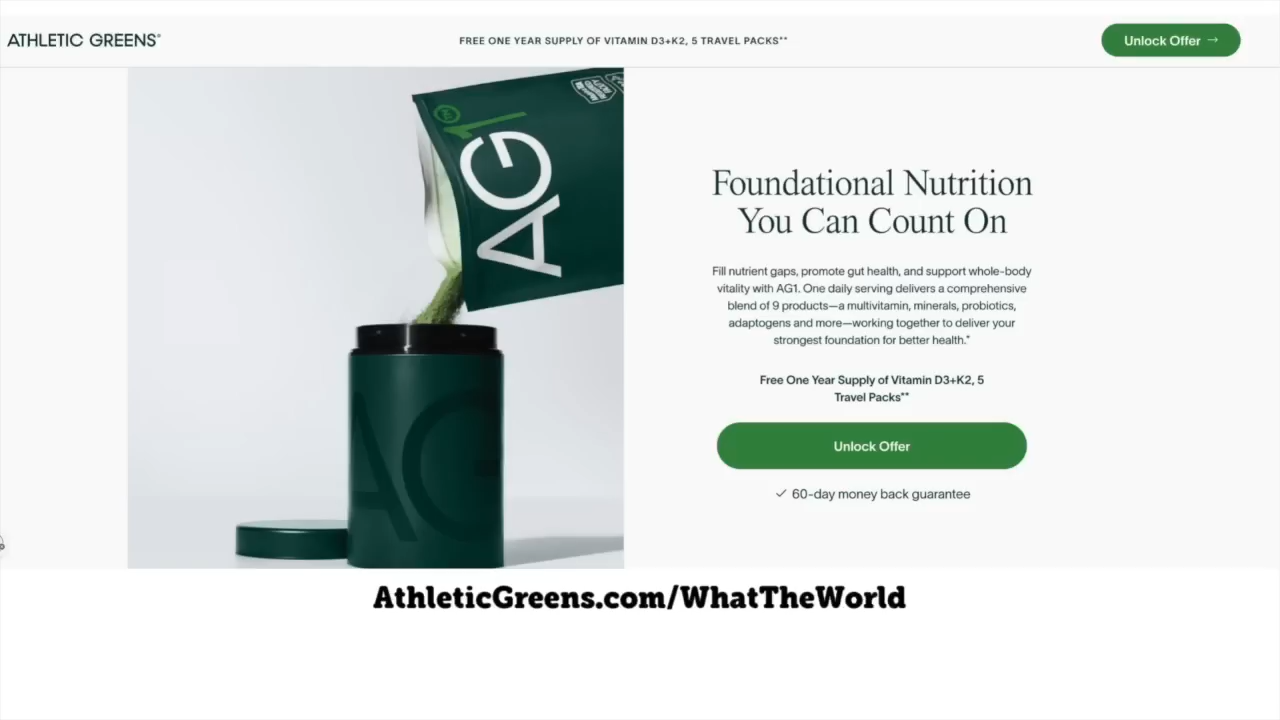 ATHLETIC GREENS®
FREE ONE YEAR SUPPLY OF VITAMIN D3+K2, 5 TRAVEL PACKS**
Unlock Offer →
AG1®
Foundational Nutrition
You Can Count On
Fill nutrient gaps, promote gut health, and support whole-body
vitality with AG1. One daily serving delivers a comprehensive
blend of 9 products—a multivitamin, minerals, probiotics,
adaptogens and more—working together to deliver your
strongest foundation for better health.*
Free One Year Supply of Vitamin D3+K2, 5
Travel Packs**
Unlock Offer
✓ 60-day money back guarantee
AG
AthleticGreens.com/WhatTheWorld